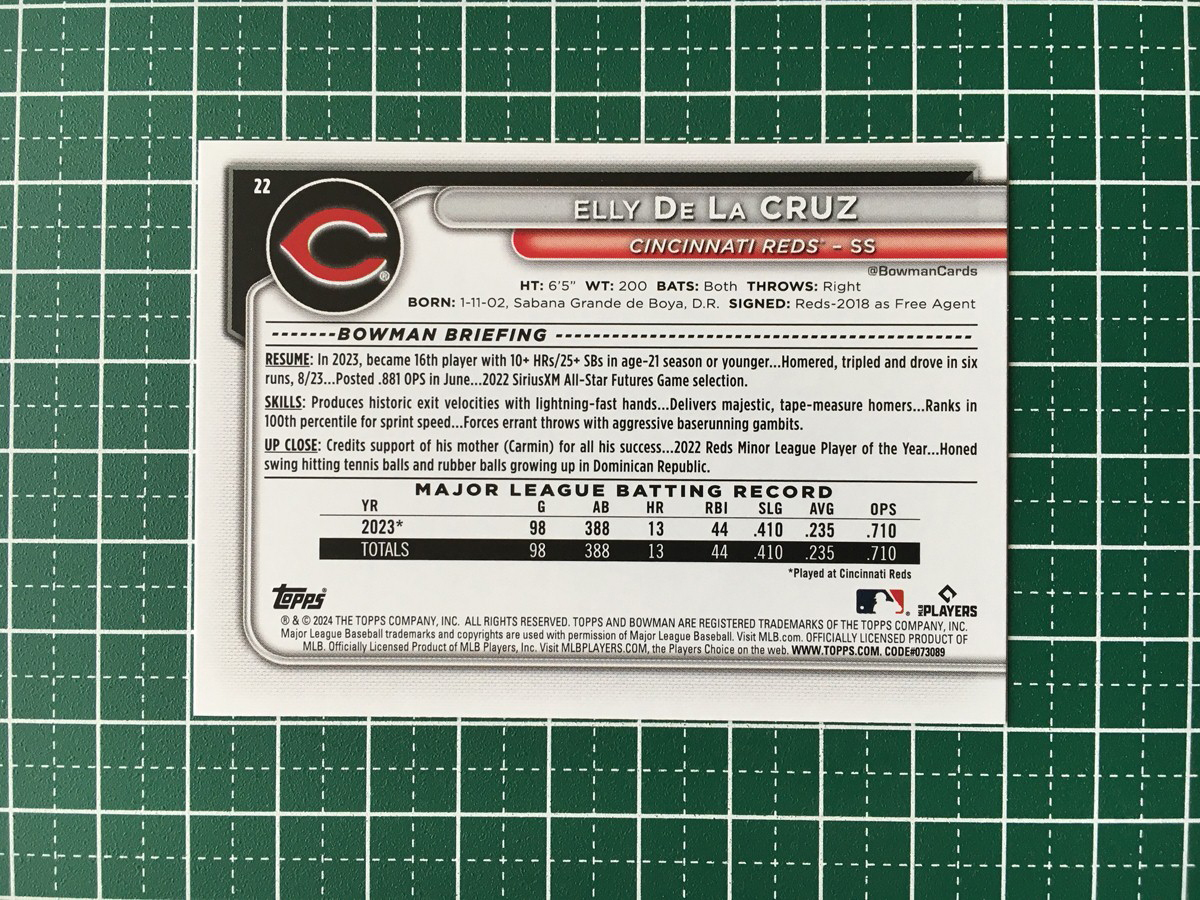 22
ELLY DE LA CRUZ
CINCINNATI REDS™ – SS
@BowmanCards
HT: 6'5" WT: 200 BATS: Both THROWS: Right
BORN: 1-11-02, Sabana Grande de Boya, D.R. SIGNED: Reds-2018 as Free Agent
BOWMAN BRIEFING
RESUME: In 2023, became 16th player with 10+ HRs/25+ SBs in age-21 season or younger...Homered, tripled and drove in six
runs, 8/23...Posted .881 OPS in June...2022 SiriusXM All-Star Futures Game selection.
SKILLS: Produces historic exit velocities with lightning-fast hands...Delivers majestic, tape-measure homers...Ranks in
100th percentile for sprint speed...Forces errant throws with aggressive baserunning gambits.
UP CLOSE: Credits support of his mother (Carmin) for all his success...2022 Reds Minor League Player of the Year...Honed
swing hitting tennis balls and rubber balls growing up in Dominican Republic.
MAJOR LEAGUE BATTING RECORD
YR G AB HR RBI SLG AVG OPS
2023* 98 388 13 44 .410 .235 .710
TOTALS 98 388 13 44 .410 .235 .710
*Played at Cincinnati Reds
Topps®
MLB PLAYERS
® & © 2024 THE TOPPS COMPANY, INC. ALL RIGHTS RESERVED. TOPPS AND BOWMAN ARE REGISTERED TRADEMARKS OF THE TOPPS COMPANY, INC.
Major League Baseball trademarks and copyrights are used with permission of Major League Baseball. Visit MLB.com. OFFICIALLY LICENSED PRODUCT OF
MLB. Officially Licensed Product of MLB Players, Inc. Visit MLBPLAYERS.COM, the Players Choice on the web. WWW.TOPPS.COM. CODE#073089